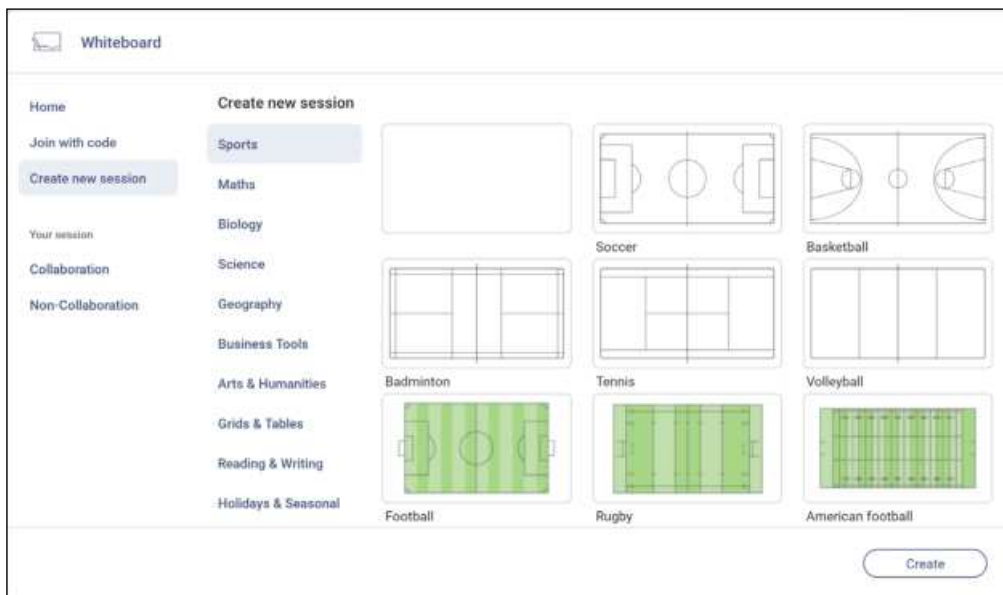 Whiteboard
Home
Join with code
Create new session
Your session
Collaboration
Non-Collaboration
Create new session
Sports
Maths
Biology
Science
Geography
Business Tools
Arts & Humanities
Grids & Tables
Reading & Writing
Holidays & Seasonal
Soccer
Basketball
Badminton
Tennis
Volleyball
Football
Rugby
American football
Create